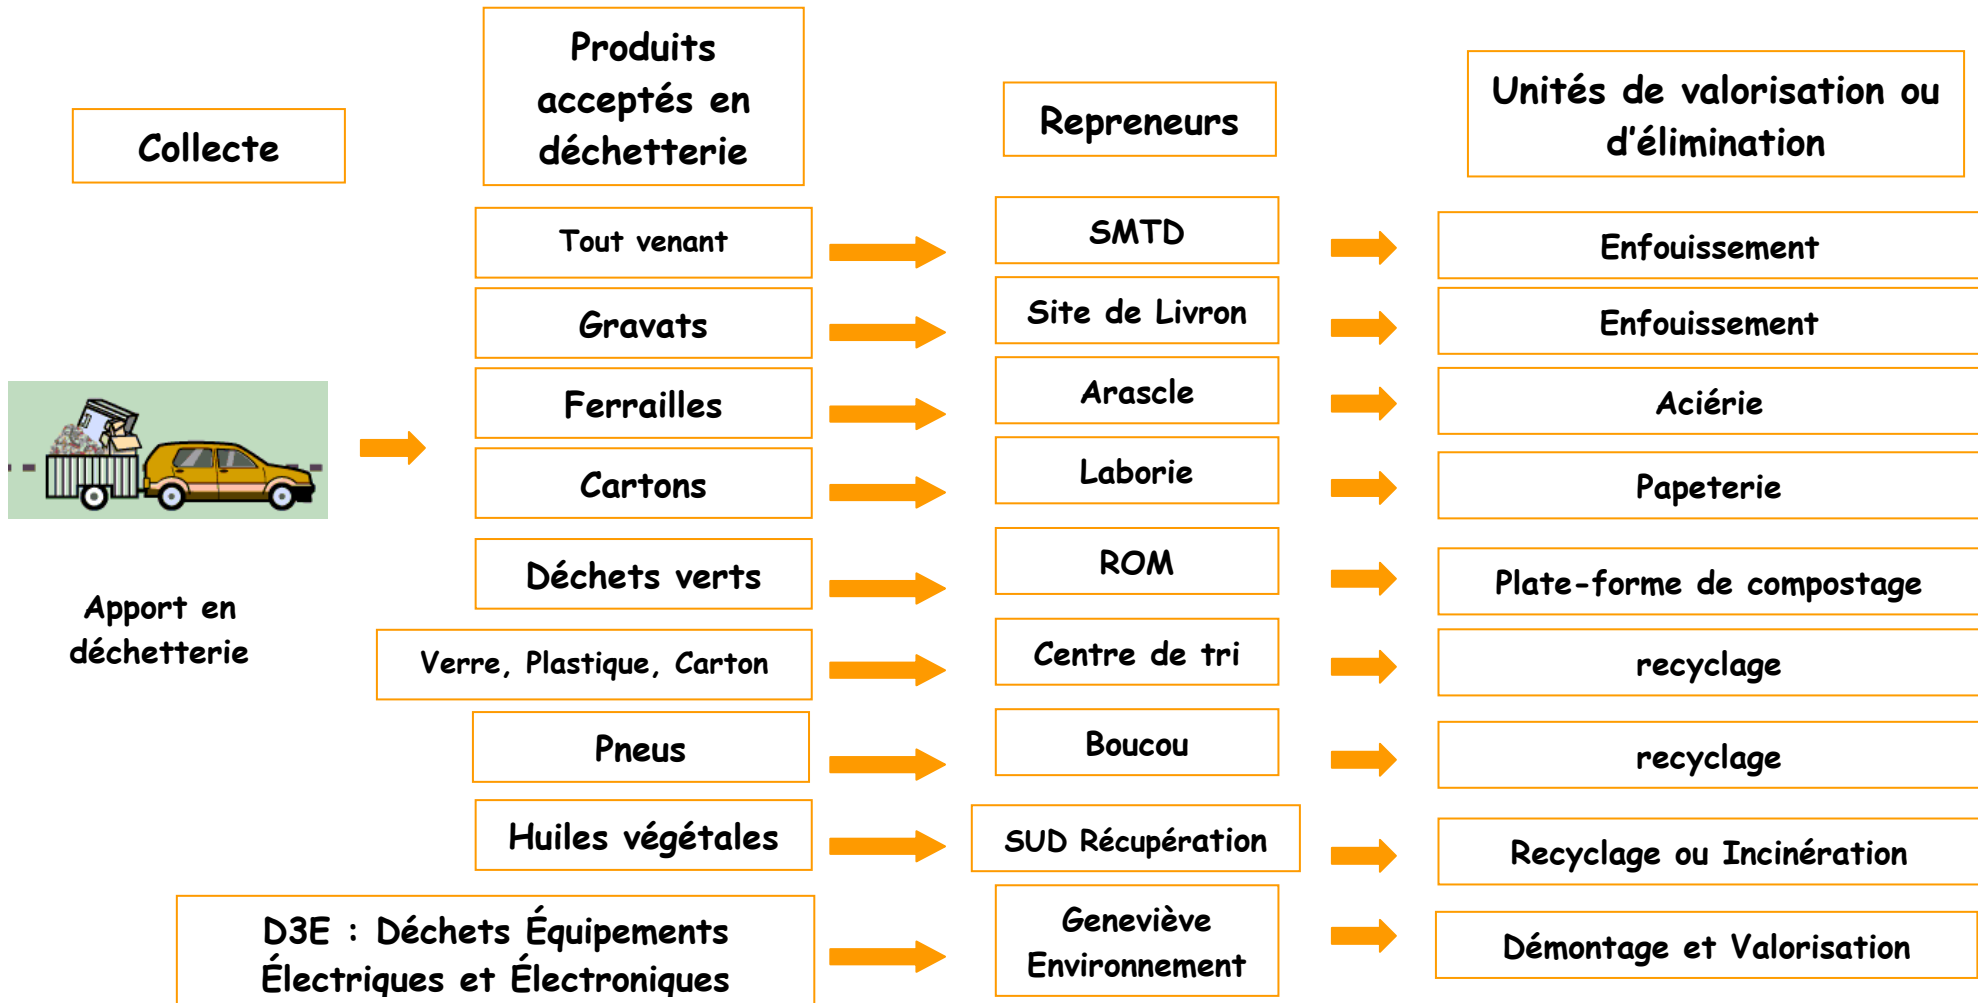 Collecte
Produits
acceptés en
déchetterie
Repreneurs
Unités de valorisation ou
d'élimination
Tout venant
SMTD
Enfouissement
Gravats
Site de Livron
Enfouissement
Ferrailles
Arascle
Aciérie
Cartons
Laborie
Papeterie
Déchets verts
ROM
Plate-forme de compostage
Apport en
déchetterie
Verre, Plastique, Carton
Centre de tri
recyclage
Pneus
Boucou
recyclage
Huiles végétales
SUD Récupération
Recyclage ou Incinération
D3E : Déchets Équipements
Électriques et Électroniques
Geneviève
Environnement
Démontage et Valorisation